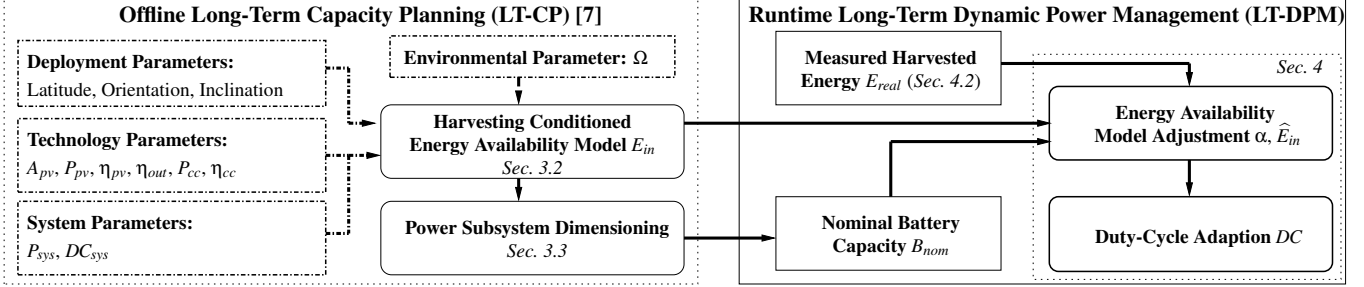 Offline Long-Term Capacity Planning (LT-CP) [7]
Deployment Parameters:
Latitude, Orientation, Inclination
Technology Parameters:
A_pv, P_pv, η_pv, η_out, P_cc, η_cc
System Parameters:
P_sys, DC_sys
Environmental Parameter: Ω
Harvesting Conditioned
Energy Availability Model E_in
Sec. 3.2
Power Subsystem Dimensioning
Sec. 3.3
Runtime Long-Term Dynamic Power Management (LT-DPM)
Measured Harvested
Energy E_real (Sec. 4.2)
Nominal Battery
Capacity B_nom
Sec. 4
Energy Availability
Model Adjustment α, Ê_in
Duty-Cycle Adaption DC